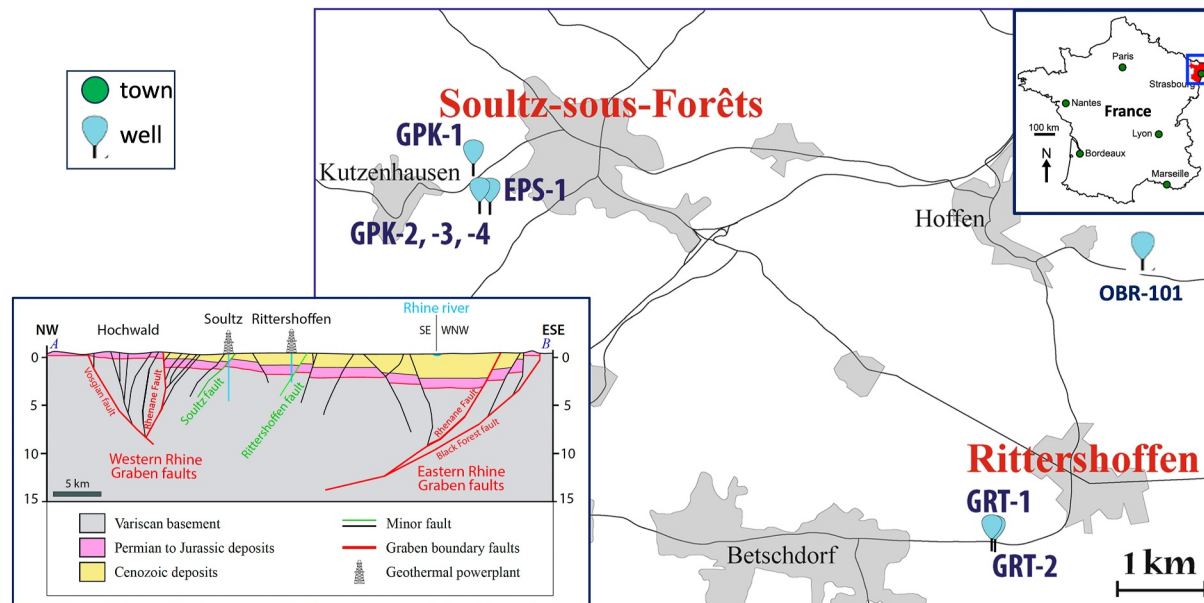 town
well
Soultz-sous-Forêts
GPK-1
Kutzenhausen
EPS-1
GPK-2, -3, -4
Hoffen
OBR-101
Rittershoffen
GRT-1
GRT-2
Betschdorf
1 km
Paris
Strasbourg
Nantes
France
100 km
Lyon
N
Bordeaux
Marseille
Rhine river
Soultz
Rittershoffen
NW
Hochwald
SE
WNW
ESE
A
B
0
0
Vosgian fault
Rhenane Fault
Soultz fault
Rittershoffen fault
Rhenane Fault
Black Forest fault
5
5
10
10
Western Rhine
Graben faults
Eastern Rhine
Graben faults
5 km
15
15
Variscan basement
Minor fault
Permian to Jurassic deposits
Graben boundary faults
Cenozoic deposits
Geothermal powerplant